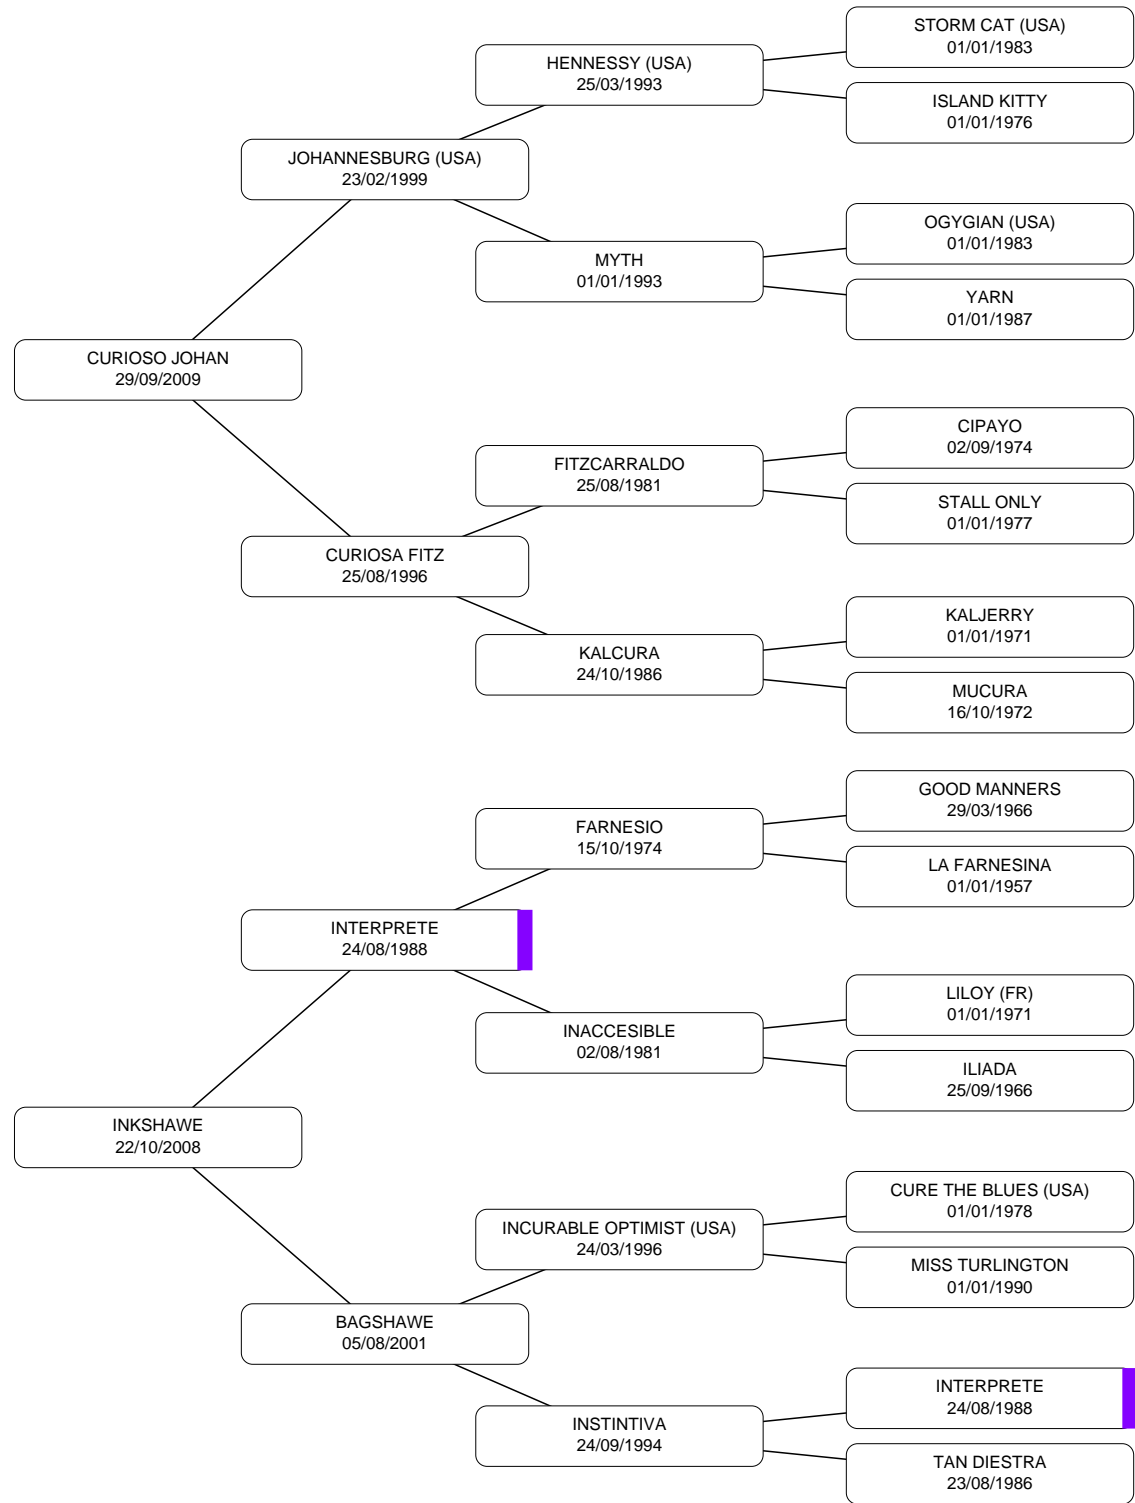 STORM CAT (USA)
01/01/1983
HENNESSY (USA)
25/03/1993
ISLAND KITTY
01/01/1976
JOHANNESBURG (USA)
23/02/1999
OGYGIAN (USA)
01/01/1983
MYTH
01/01/1993
YARN
01/01/1987
CURIOSO JOHAN
29/09/2009
CIPAYO
02/09/1974
FITZCARRALDO
25/08/1981
STALL ONLY
01/01/1977
CURIOSA FITZ
25/08/1996
KALJERRY
01/01/1971
KALCURA
24/10/1986
MUCURA
16/10/1972
GOOD MANNERS
29/03/1966
FARNESIO
15/10/1974
LA FARNESINA
01/01/1957
INTERPRETE
24/08/1988
LILOY (FR)
01/01/1971
INACCESIBLE
02/08/1981
ILIADA
25/09/1966
INKSHAWE
22/10/2008
CURE THE BLUES (USA)
01/01/1978
INCURABLE OPTIMIST (USA)
24/03/1996
MISS TURLINGTON
01/01/1990
BAGSHAWE
05/08/2001
INTERPRETE
24/08/1988
INSTINTIVA
24/09/1994
TAN DIESTRA
23/08/1986